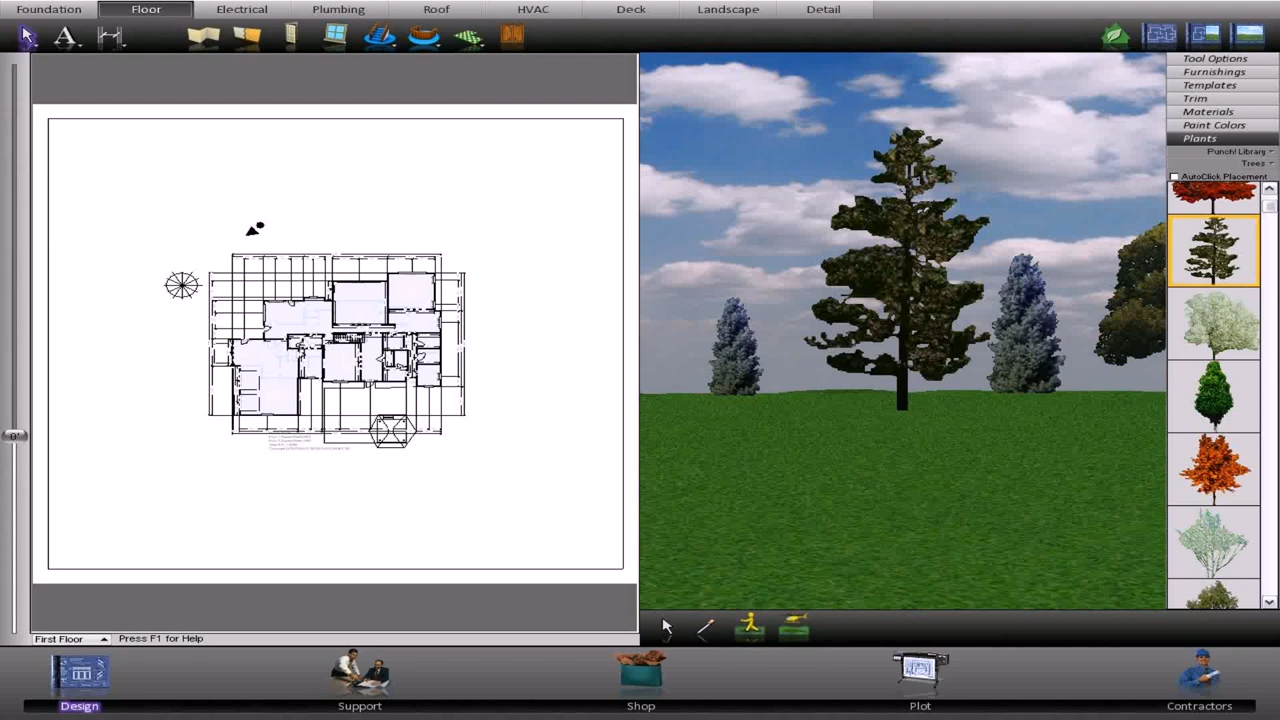 Foundation Floor Electrical Plumbing Roof HVAC Deck Landscape Detail
A
Tool Options
Furnishings
Templates
Trim
Materials
Paint Colors
Plants
Punch! Library
Trees
AutoClick Placement
0'
First Floor Press F1 for Help
Design Support Shop Plot Contractors